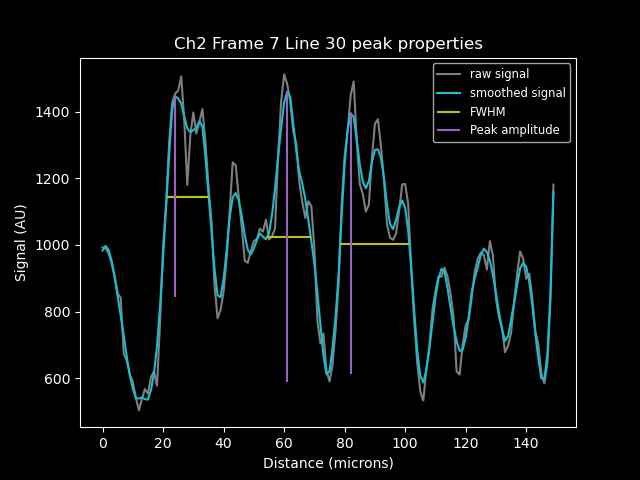 Ch2 Frame 7 Line 30 peak properties
raw signal
smoothed signal
FWHM
Peak amplitude
Signal (AU)
1400
1200
1000
800
600
0 20 40 60 80 100 120 140
Distance (microns)